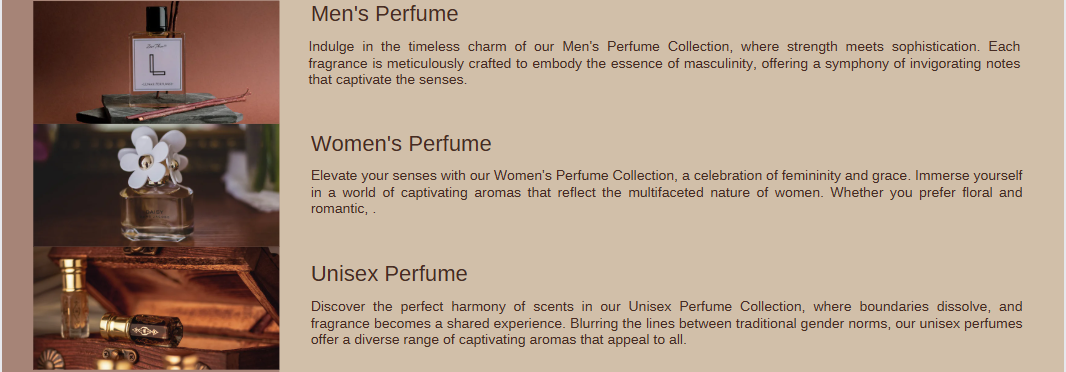 Men's Perfume
Indulge in the timeless charm of our Men's Perfume Collection, where strength meets sophistication. Each
fragrance is meticulously crafted to embody the essence of masculinity, offering a symphony of invigorating notes
that captivate the senses.
Women's Perfume
Elevate your senses with our Women's Perfume Collection, a celebration of femininity and grace. Immerse yourself
in a world of captivating aromas that reflect the multifaceted nature of women. Whether you prefer floral and
romantic, .
Unisex Perfume
Discover the perfect harmony of scents in our Unisex Perfume Collection, where boundaries dissolve, and
fragrance becomes a shared experience. Blurring the lines between traditional gender norms, our unisex perfumes
offer a diverse range of captivating aromas that appeal to all.